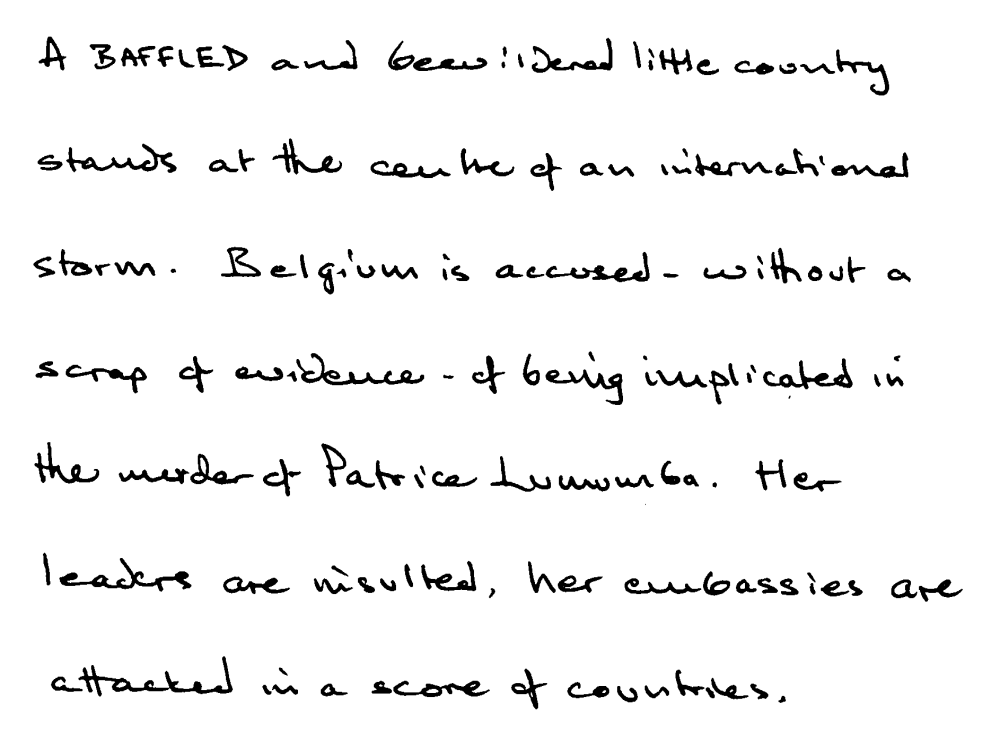 A BAFFLED and bewildered little country
stands at the centre of an international
storm. Belgium is accused - without a
scrap of evidence - of being implicated in
the murder of Patrice Lumumba. Her
leaders are insulted, her embassies are
attacked in a score of countries.